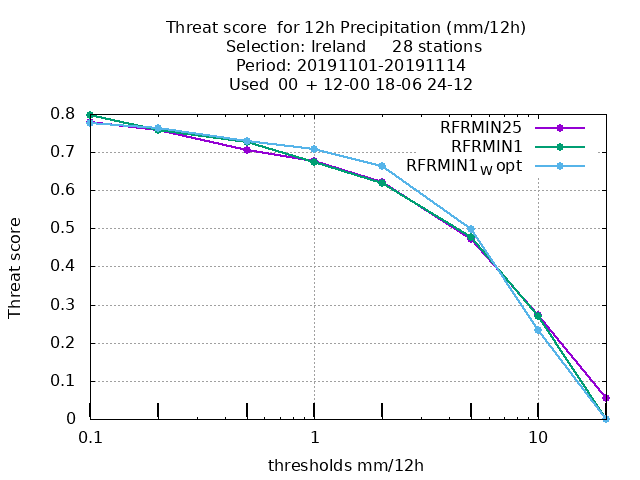 Threat score  for 12h Precipitation (mm/12h)
Selection: Ireland     28 stations
Period: 20191101-20191114
Used  00  + 12-00 18-06 24-12
RFRMIN25
RFRMIN1
RFRMIN1W opt
Threat score
0.8
0.7
0.6
0.5
0.4
0.3
0.2
0.1
0
0.1 1 10
thresholds mm/12h